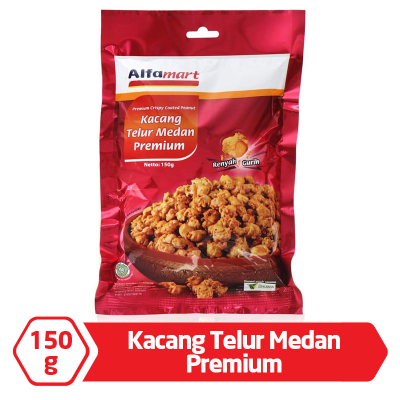 Alfamart
Premium Crispy Coated Peanut
Kacang
Telur Medan
Premium
Netto: 150g
Renyah Gurih
150
g
Kacang Telur Medan
Premium